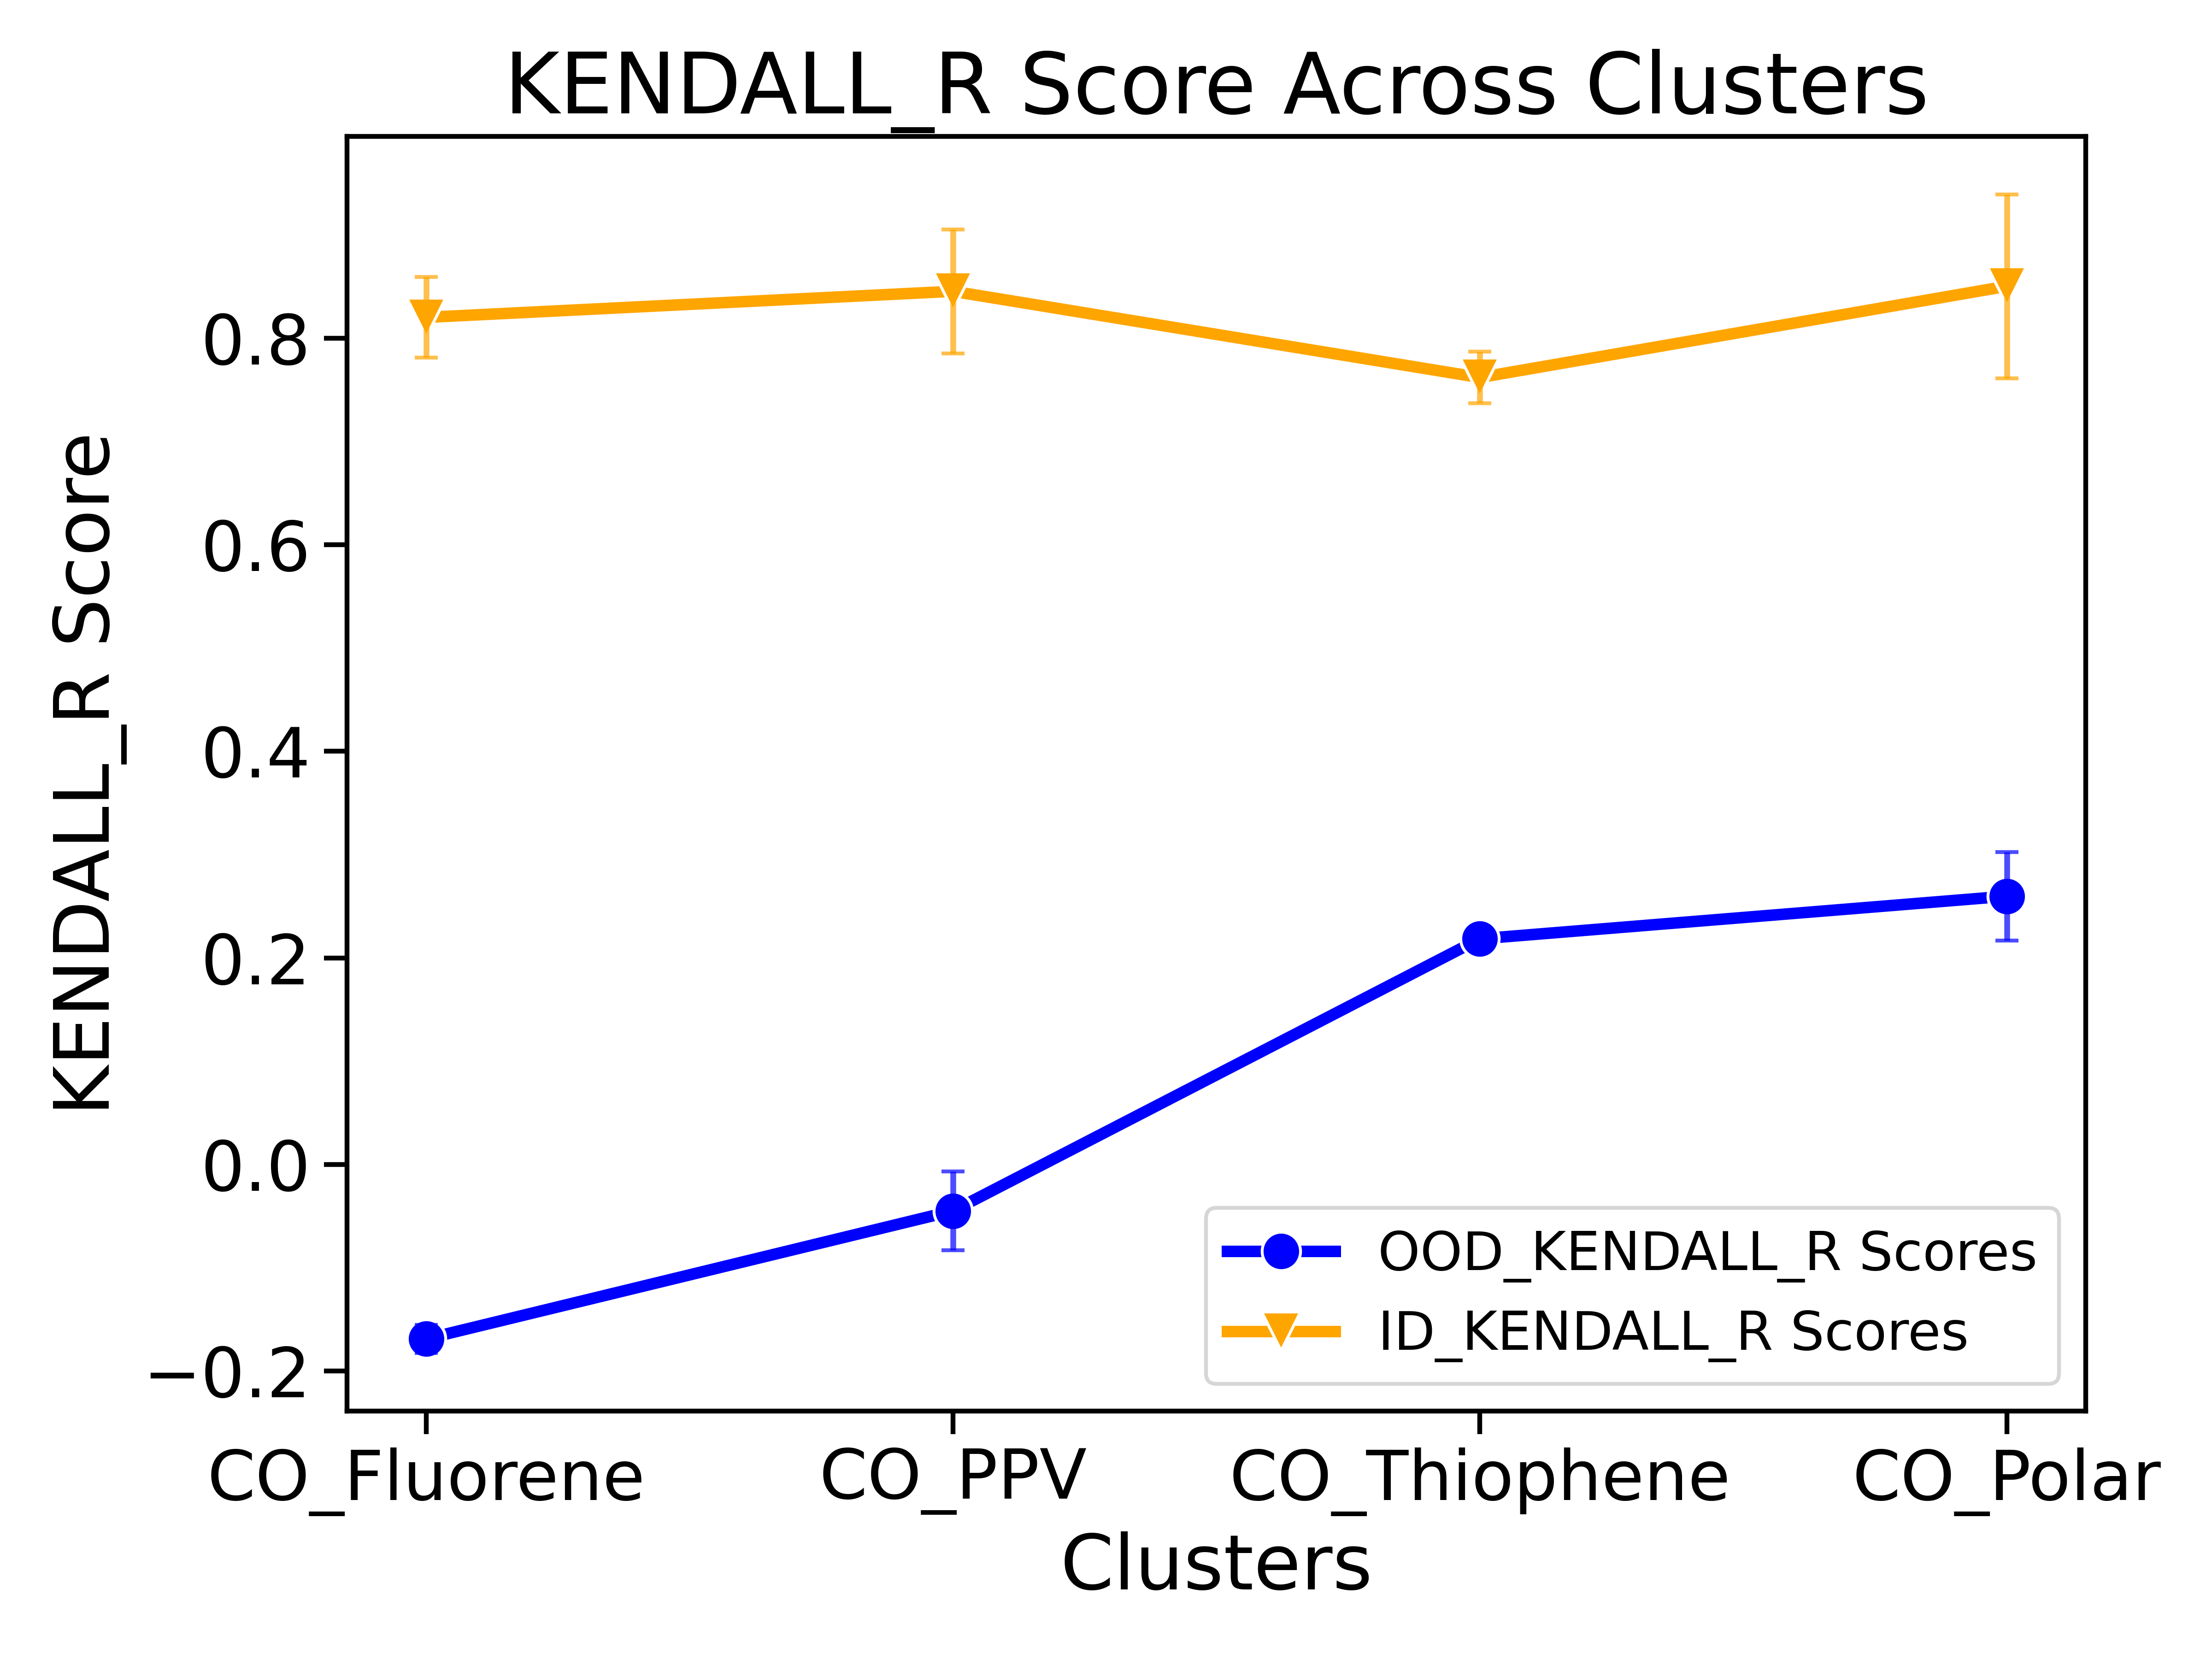 KENDALL_R Score Across Clusters
KENDALL_R Score
0.8
0.6
0.4
0.2
0.0
−0.2
OOD_KENDALL_R Scores
ID_KENDALL_R Scores
CO_Fluorene CO_PPV CO_Thiophene CO_Polar
Clusters